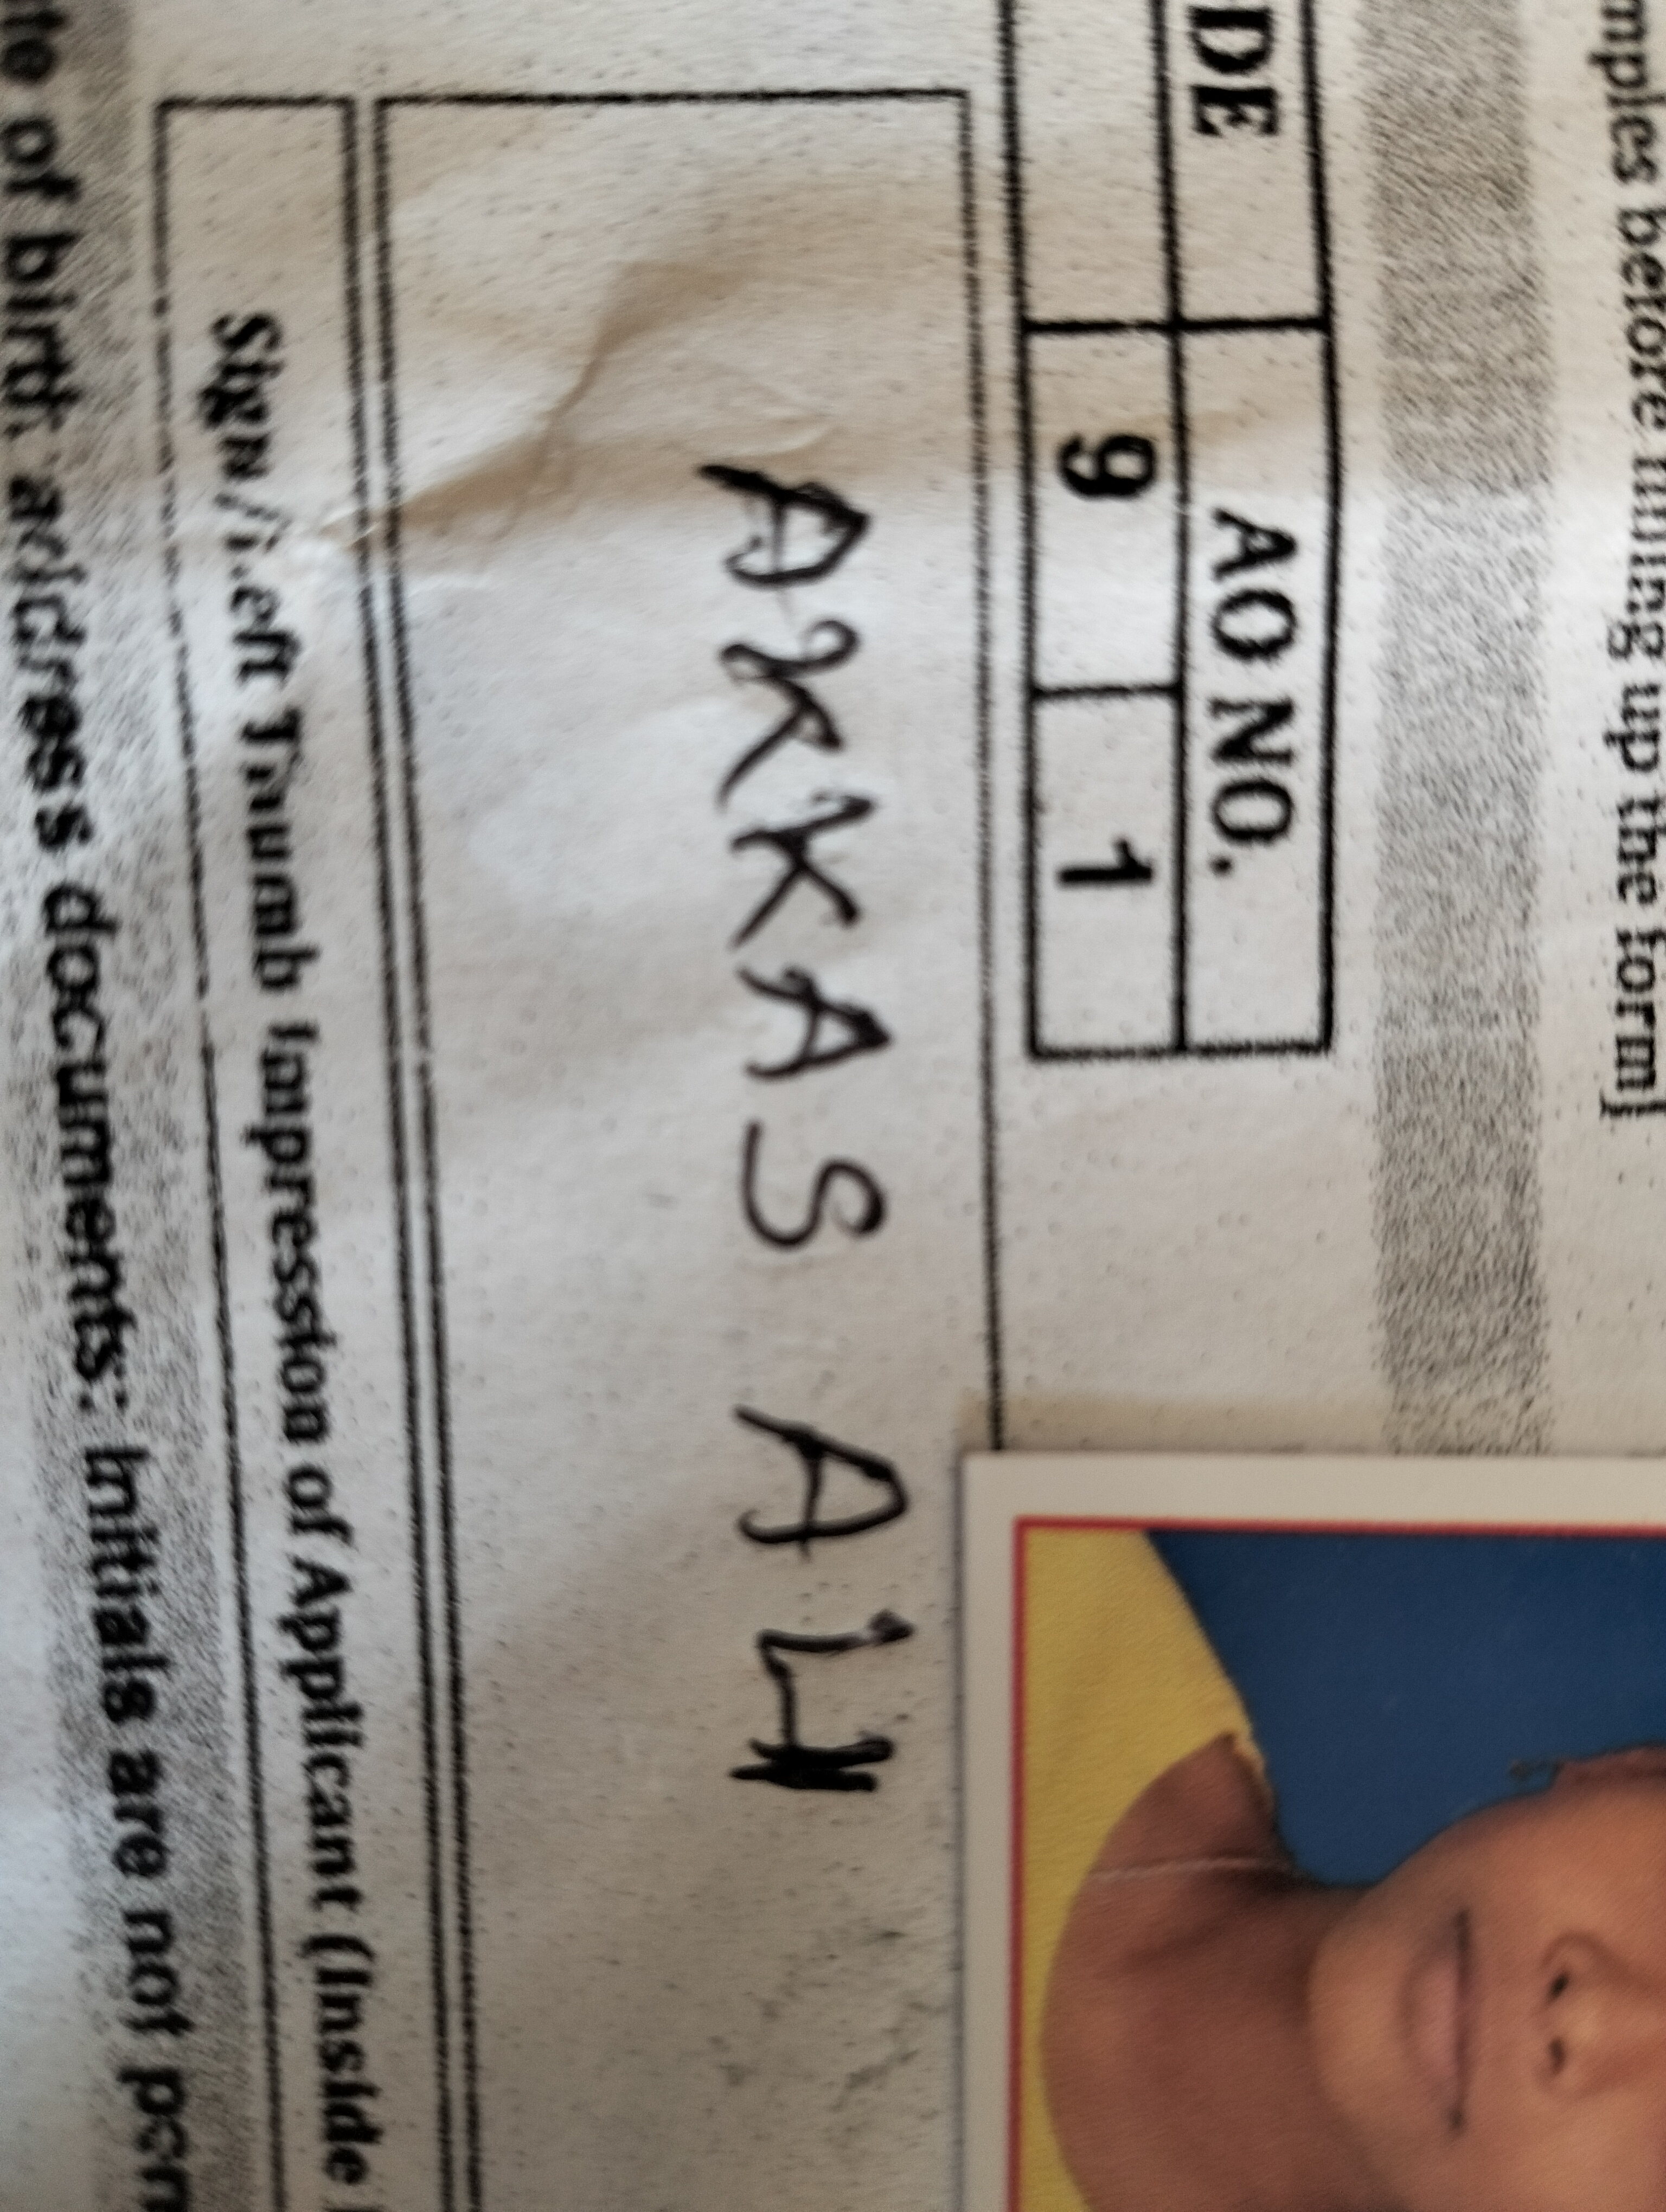 mples before filling up the form]
DE AO NO.
9 1
AKKAS ALI
Sign/Left Thumb Impression of Applicant (Inside
of birth, address documents: Initials are not